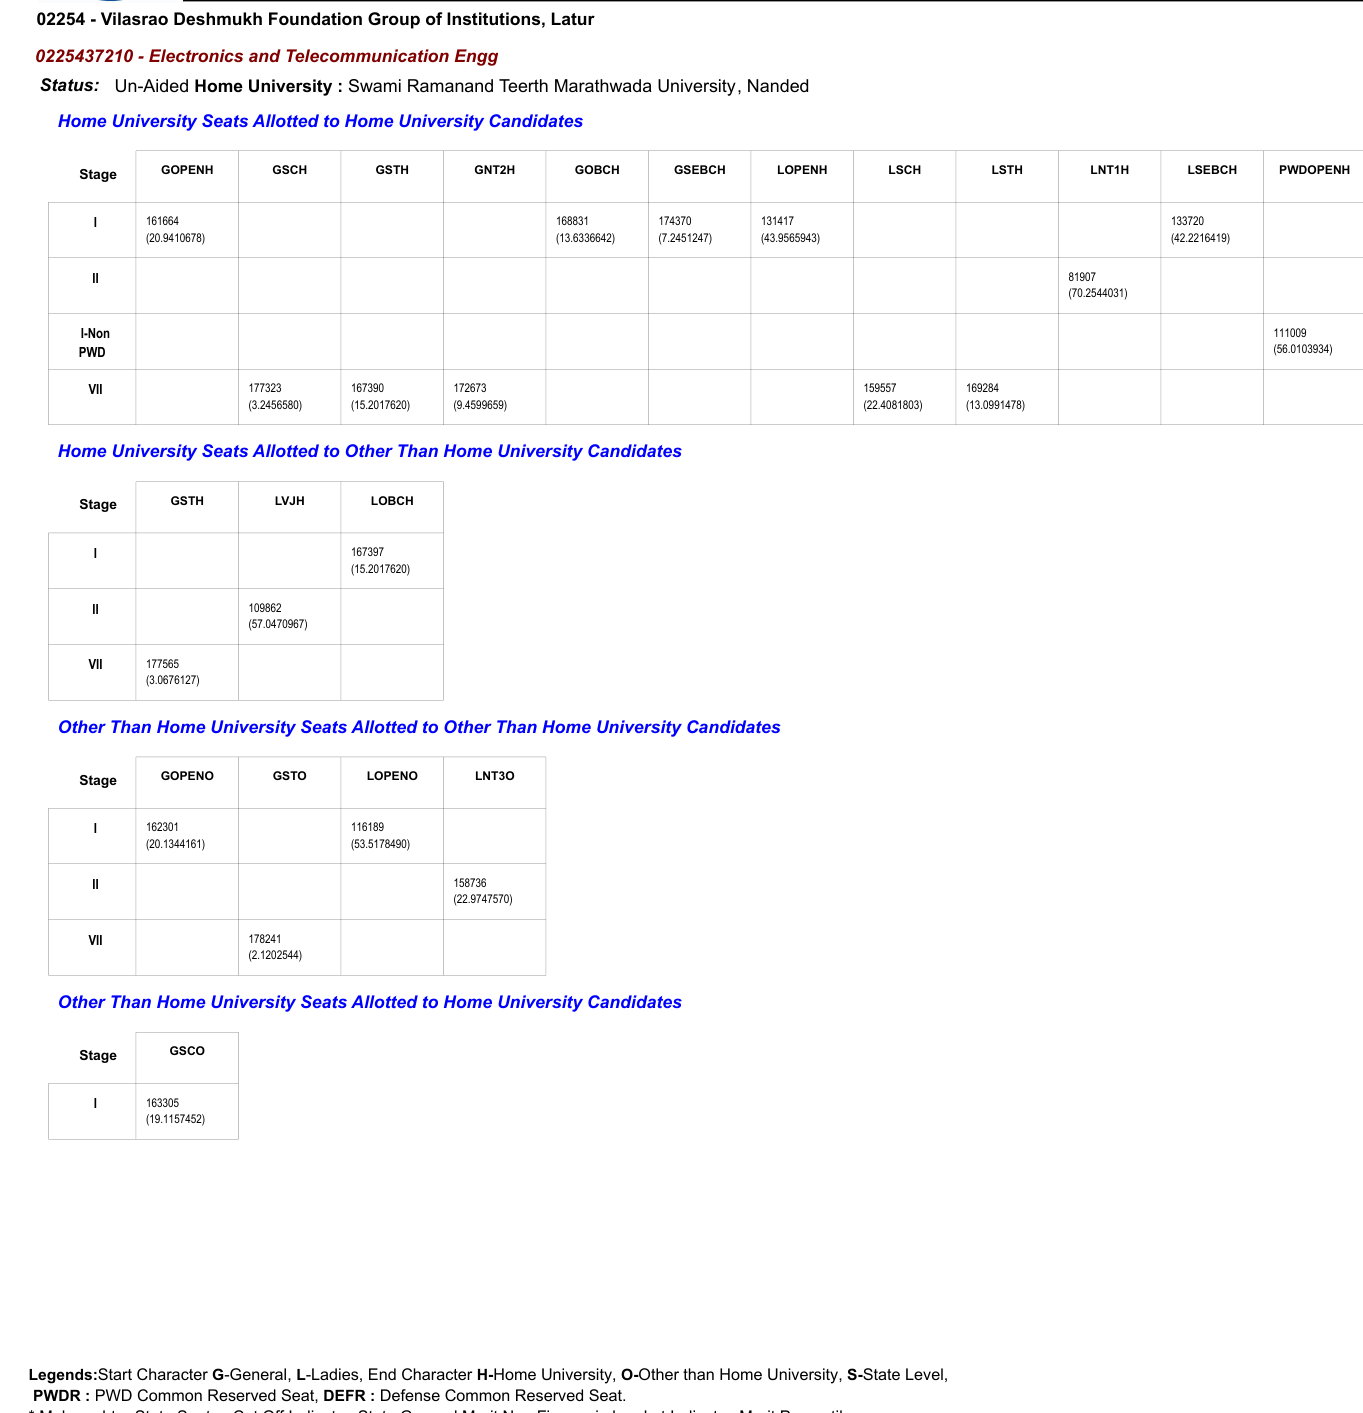 02254 - Vilasrao Deshmukh Foundation Group of Institutions, Latur
0225437210 - Electronics and Telecommunication Engg
Status: Un-Aided Home University : Swami Ramanand Teerth Marathwada University, Nanded
Home University Seats Allotted to Home University Candidates
Stage GOPENH GSCH GSTH GNT2H GOBCH GSEBCH LOPENH LSCH LSTH LNT1H LSEBCH PWDOPENH
I 161664 168831 174370 131417 133720
(20.9410678) (13.6336642) (7.2451247) (43.9565943) (42.2216419)
II 81907
(70.2544031)
I-Non 111009
PWD (56.0103934)
VII 177323 167390 172673 159557 169284
(3.2456580) (15.2017620) (9.4599659) (22.4081803) (13.0991478)
Home University Seats Allotted to Other Than Home University Candidates
Stage GSTH LVJH LOBCH
I 167397
(15.2017620)
II 109862
(57.0470967)
VII 177565
(3.0676127)
Other Than Home University Seats Allotted to Other Than Home University Candidates
Stage GOPENO GSTO LOPENO LNT3O
I 162301 116189
(20.1344161) (53.5178490)
II 158736
(22.9747570)
VII 178241
(2.1202544)
Other Than Home University Seats Allotted to Home University Candidates
Stage GSCO
I 163305
(19.1157452)
Legends:Start Character G-General, L-Ladies, End Character H-Home University, O-Other than Home University, S-State Level,
PWDR : PWD Common Reserved Seat, DEFR : Defense Common Reserved Seat.